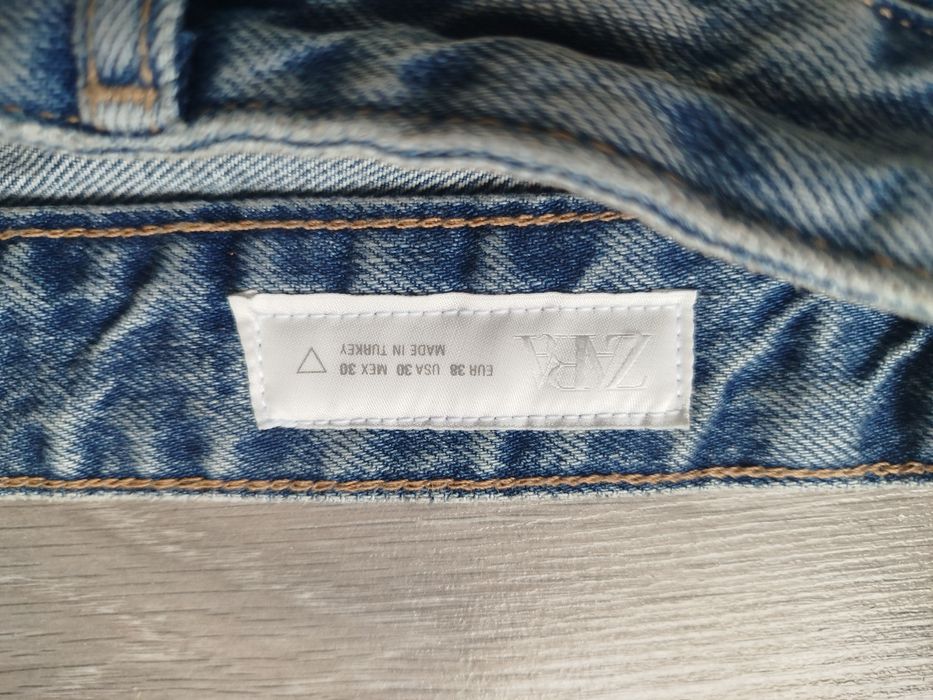 ZARA
EUR 38 USA 30 MEX 30
MADE IN TURKEY